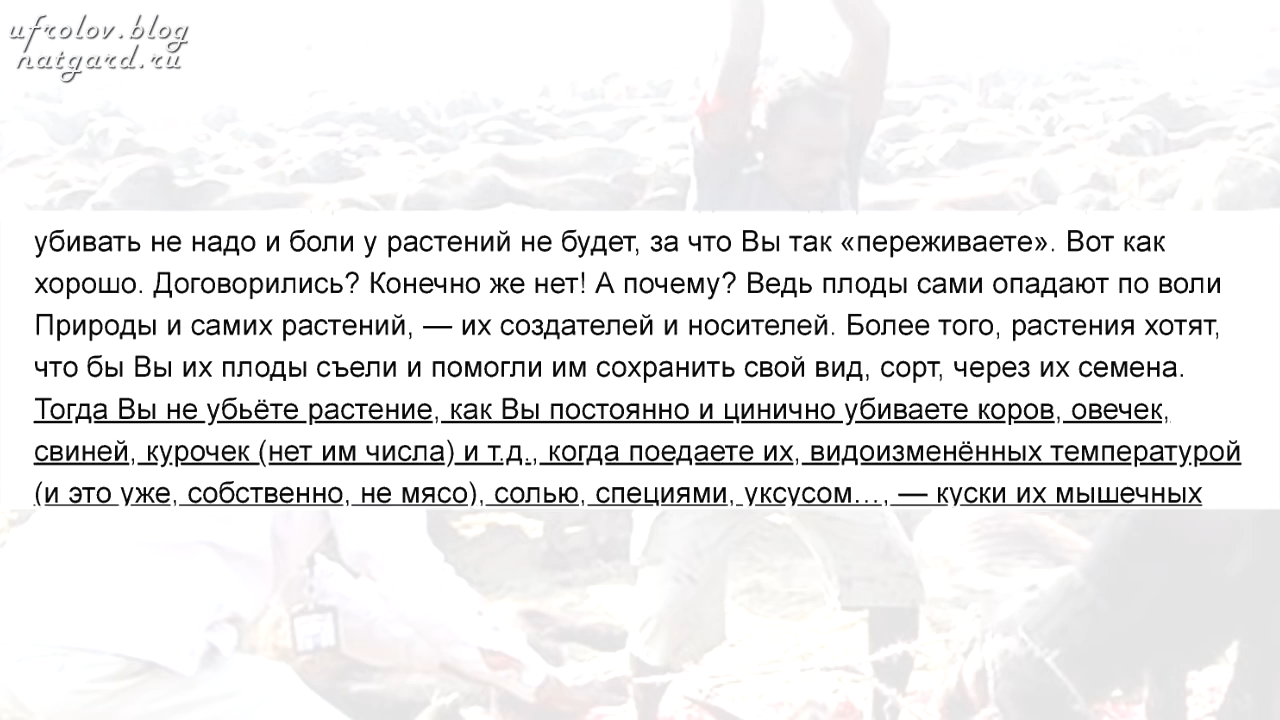 ufrolov.blog
natgard.ru
убивать не надо и боли у растений не будет, за что Вы так «переживаете». Вот как
хорошо. Договорились? Конечно же нет! А почему? Ведь плоды сами опадают по воли
Природы и самих растений, — их создателей и носителей. Более того, растения хотят,
что бы Вы их плоды съели и помогли им сохранить свой вид, сорт, через их семена.
Тогда Вы не убьёте растение, как Вы постоянно и цинично убиваете коров, овечек,
свиней, курочек (нет им числа) и т.д., когда поедаете их, видоизменённых температурой
(и это уже, собственно, не мясо), солью, специями, уксусом…, — куски их мышечных